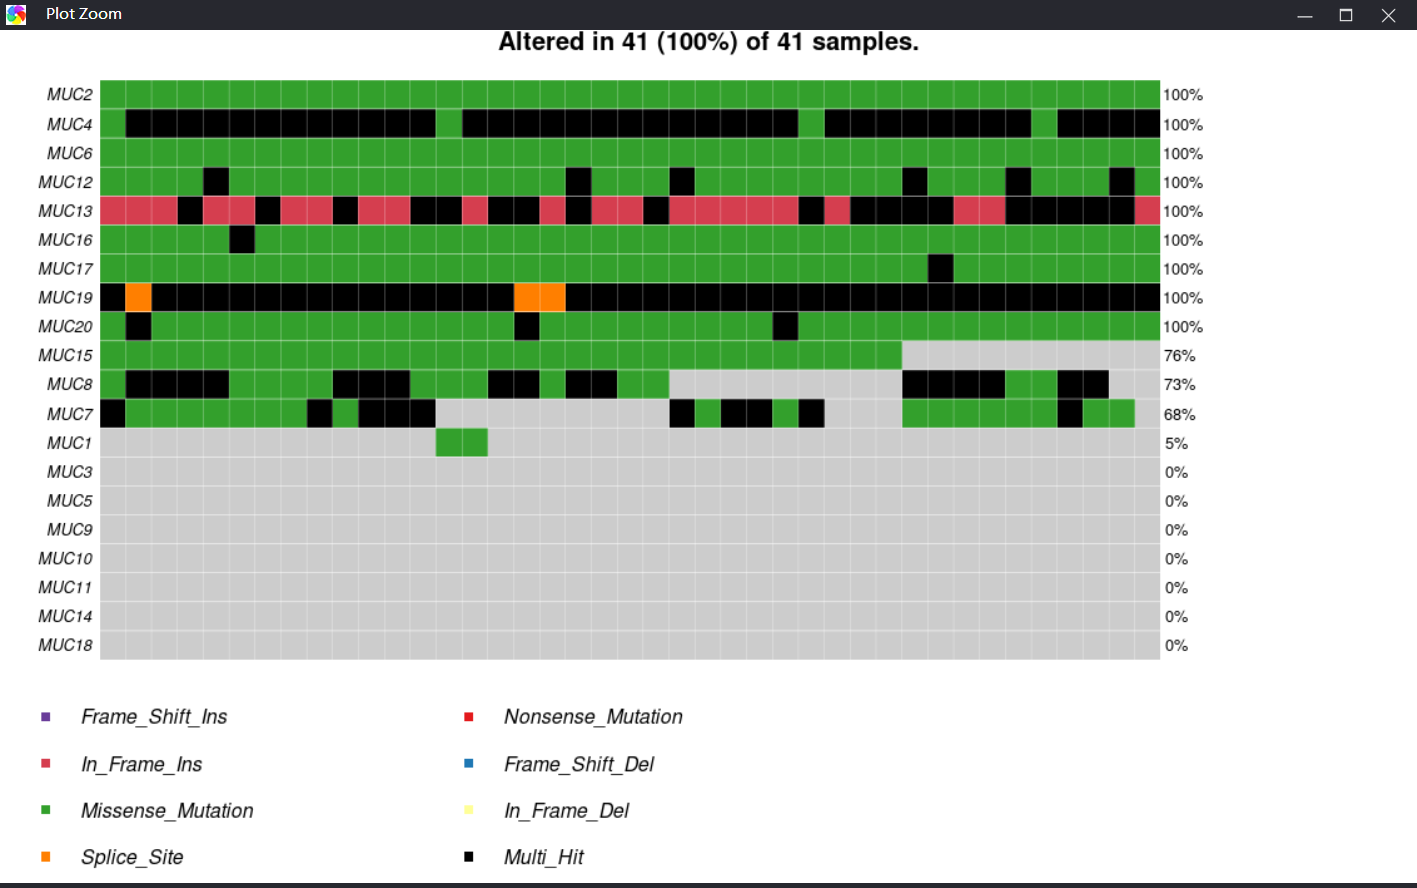 Plot Zoom
Altered in 41 (100%) of 41 samples.
MUC2 100%
MUC4 100%
MUC6 100%
MUC12 100%
MUC13 100%
MUC16 100%
MUC17 100%
MUC19 100%
MUC20 100%
MUC15 76%
MUC8 73%
MUC7 68%
MUC1 5%
MUC3 0%
MUC5 0%
MUC9 0%
MUC10 0%
MUC11 0%
MUC14 0%
MUC18 0%
Frame_Shift_Ins Nonsense_Mutation
In_Frame_Ins Frame_Shift_Del
Missense_Mutation In_Frame_Del
Splice_Site Multi_Hit